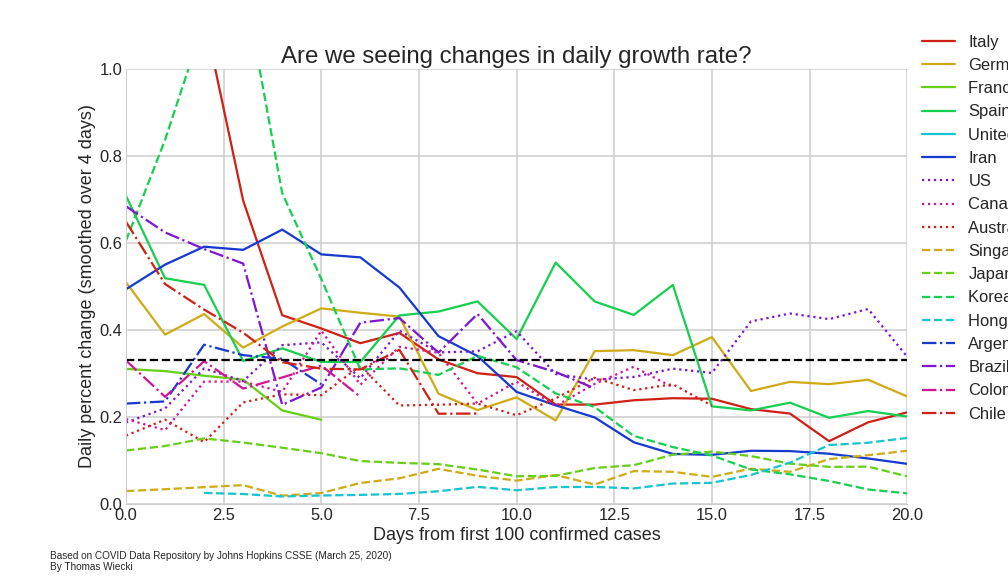 Are we seeing changes in daily growth rate?
Daily percent change (smoothed over 4 days)
1.0
0.8
0.6
0.4
0.2
0.0
0.0 2.5 5.0 7.5 10.0 12.5 15.0 17.5 20.0
Days from first 100 confirmed cases
Italy
Germ
Franc
Spain
United
Iran
US
Cana
Austra
Singa
Japan
Korea
Hong
Argen
Brazil
Colom
Chile
Based on COVID Data Repository by Johns Hopkins CSSE (March 25, 2020)
By Thomas Wiecki